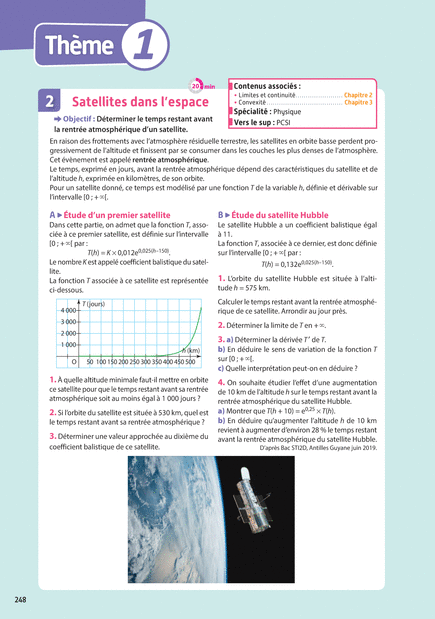 Thème 1
20 min
2 Satellites dans l'espace
➡ Objectif : Déterminer le temps restant avant
la rentrée atmosphérique d'un satellite.
Contenus associés :
• Limites et continuité ........................ Chapitre 2
• Convexité ........................................ Chapitre 3
Spécialité : Physique
Vers le sup : PCSI
En raison des frottements avec l'atmosphère résiduelle terrestre, les satellites en orbite basse perdent pro-
gressivement de l'altitude et finissent par se consumer dans les couches les plus denses de l'atmosphère.
Cet évènement est appelé rentrée atmosphérique.
Le temps, exprimé en jours, avant la rentrée atmosphérique dépend des caractéristiques du satellite et de
l'altitude h, exprimée en kilomètres, de son orbite.
Pour un satellite donné, ce temps est modélisé par une fonction T de la variable h, définie et dérivable sur
l'intervalle [0 ; +∞[.
A ▶ Étude d'un premier satellite
Dans cette partie, on admet que la fonction T, asso-
ciée à ce premier satellite, est définie sur l'intervalle
[0 ; +∞[ par :
T(h) = K × 0,012e^0,025(h–150).
Le nombre K est appelé coefficient balistique du satel-
lite.
La fonction T associée à ce satellite est représentée
ci-dessous.
T (jours)
4 000
3 000
2 000
1 000
h (km)
O 50 100 150 200 250 300 350 400 450 500
1. À quelle altitude minimale faut-il mettre en orbite
ce satellite pour que le temps restant avant sa rentrée
atmosphérique soit au moins égal à 1 000 jours ?
2. Si l'orbite du satellite est située à 530 km, quel est
le temps restant avant sa rentrée atmosphérique ?
3. Déterminer une valeur approchée au dixième du
coefficient balistique de ce satellite.
B ▶ Étude du satellite Hubble
Le satellite Hubble a un coefficient balistique égal
à 11.
La fonction T, associée à ce dernier, est donc définie
sur l'intervalle [0 ; +∞[ par :
T(h) = 0,132e^0,025(h–150).
1. L'orbite du satellite Hubble est située à l'alti-
tude h = 575 km.
Calculer le temps restant avant la rentrée atmosphé-
rique de ce satellite. Arrondir au jour près.
2. Déterminer la limite de T en +∞.
3. a) Déterminer la dérivée T' de T.
b) En déduire le sens de variation de la fonction T
sur [0 ; +∞[.
c) Quelle interprétation peut-on en déduire ?
4. On souhaite étudier l'effet d'une augmentation
de 10 km de l'altitude h sur le temps restant avant la
rentrée atmosphérique du satellite Hubble.
a) Montrer que T(h + 10) = e^0,25 × T(h).
b) En déduire qu'augmenter l'altitude h de 10 km
revient à augmenter d'environ 28 % le temps restant
avant la rentrée atmosphérique du satellite Hubble.
D'après Bac STI2D, Antilles Guyane juin 2019.
248